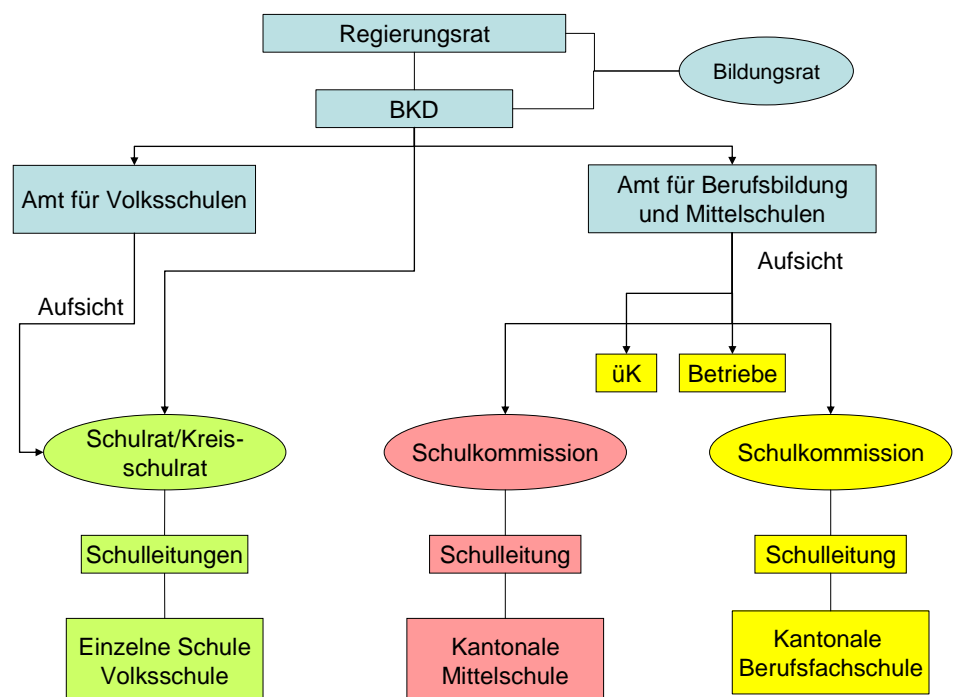 Regierungsrat
Bildungsrat
BKD
Amt für Volksschulen
Amt für Berufsbildung
und Mittelschulen
Aufsicht
Aufsicht
üK
Betriebe
Schulrat/Kreis-
schulrat
Schulkommission
Schulkommission
Schulleitungen
Schulleitung
Schulleitung
Einzelne Schule
Volksschule
Kantonale
Mittelschule
Kantonale
Berufsfachschule